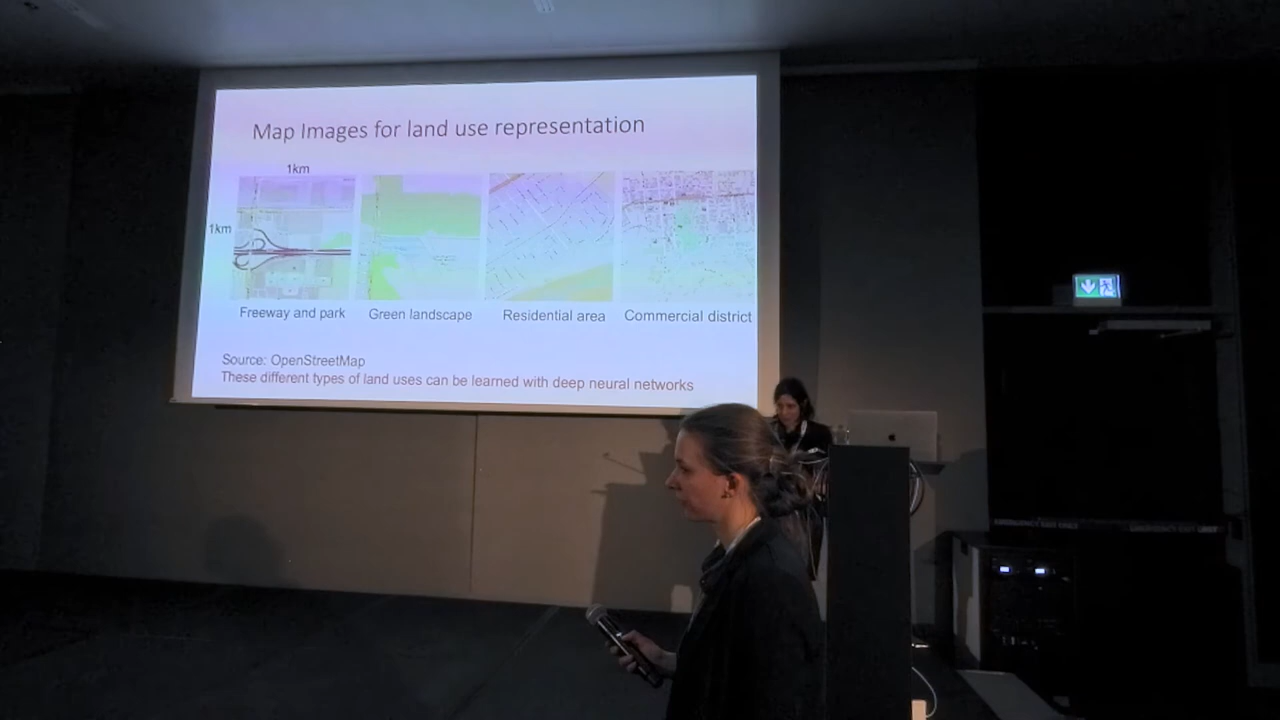 Map Images for land use representation
1km
1km
Freeway and park
Green landscape
Residential area
Commercial district
Source: OpenStreetMap
These different types of land uses can be learned with deep neural networks